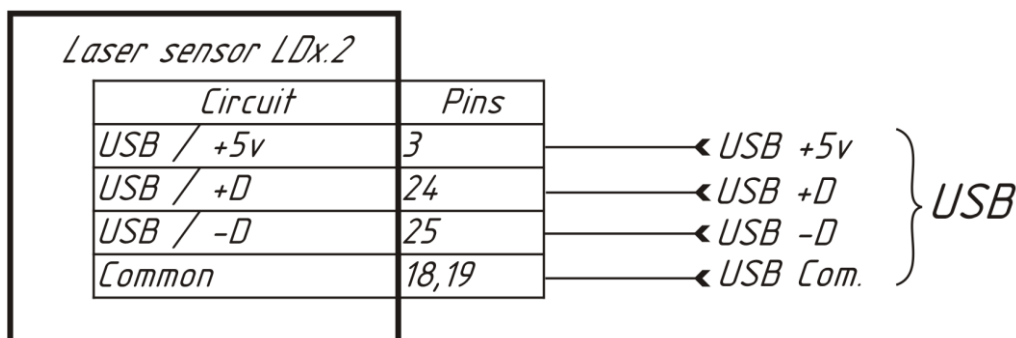 Laser sensor LDx.2
Circuit Pins
USB / +5v 3 USB +5v
USB / +D 24 USB +D
USB / -D 25 USB -D
Common 18,19 USB Com.
USB